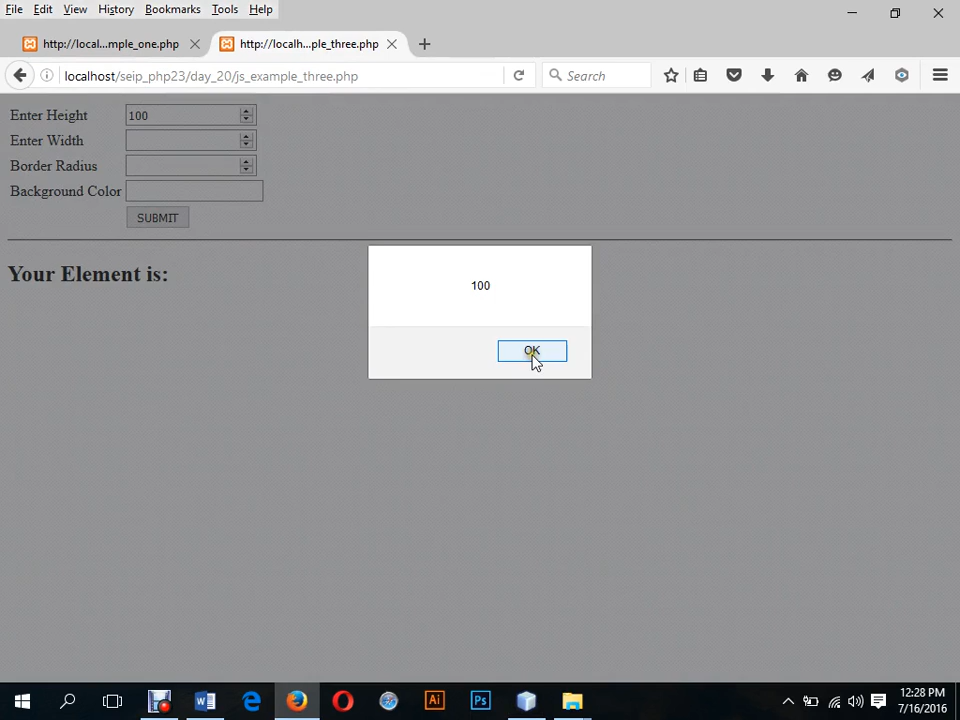 File Edit View History Bookmarks Tools Help
http://local...mple_one.php
http://localh...ple_three.php
localhost/seip_php23/day_20/js_example_three.php
Search
Enter Height 100
Enter Width
Border Radius
Background Color
SUBMIT
Your Element is:
100
OK
12:28 PM
7/16/2016